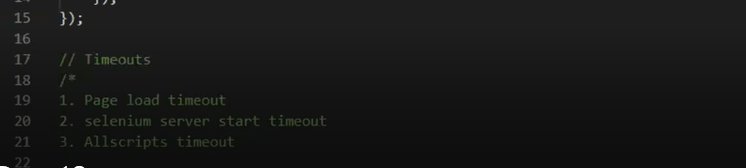 15 });
16
17 // Timeouts
18 /*
19 1. Page load timeout
20 2. selenium server start timeout
21 3. Allscripts timeout
22